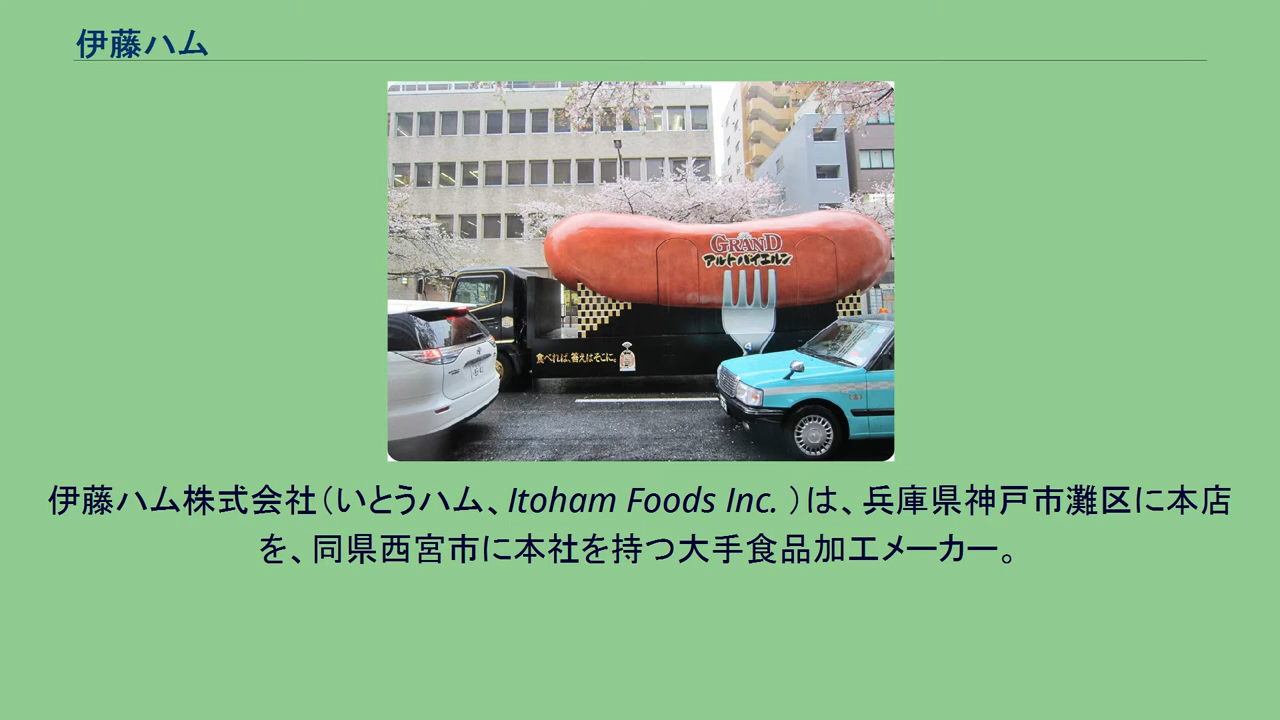 伊藤ハム
GRAND
アルトバイエルン
食べれば、答えはそこに。
伊藤ハム株式会社(いとうハム、Itoham Foods Inc. )は、兵庫県神戸市灘区に本店
を、同県西宮市に本社を持つ大手食品加工メーカー。